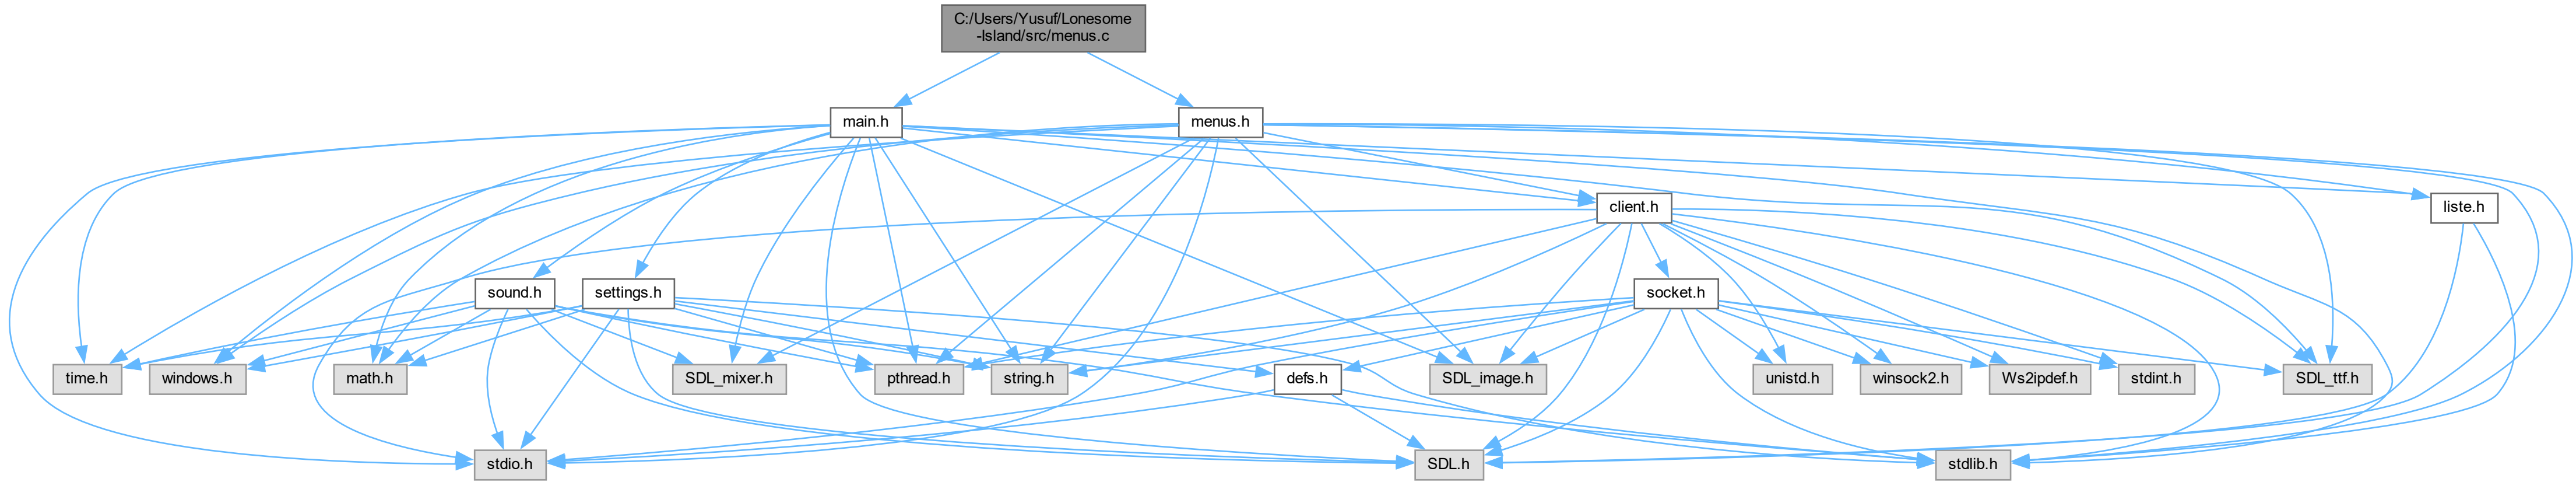 C:/Users/Yusuf/Lonesome
-Island/src/menus.c
main.h
menus.h
client.h
liste.h
sound.h
settings.h
socket.h
time.h
windows.h
math.h
SDL_mixer.h
pthread.h
string.h
SDL_image.h
defs.h
unistd.h
winsock2.h
Ws2ipdef.h
stdint.h
SDL_ttf.h
stdio.h
SDL.h
stdlib.h